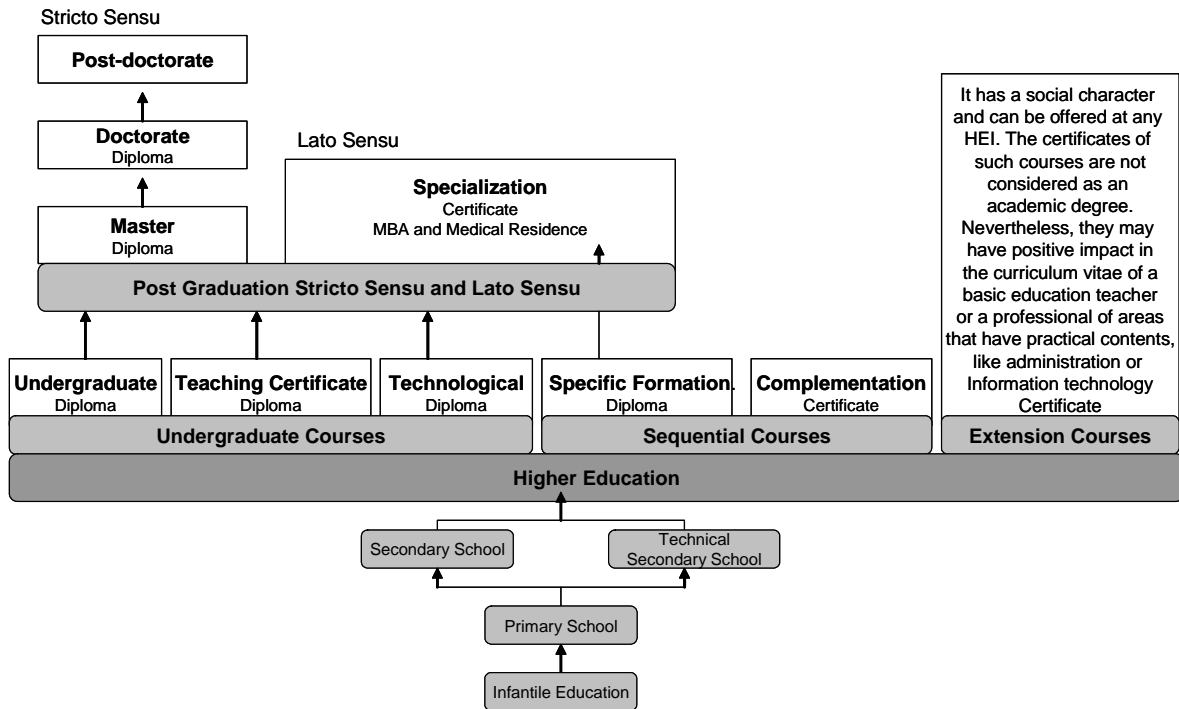 Stricto Sensu
Post-doctorate
Doctorate
Diploma
Master
Diploma
Lato Sensu
Specialization
Certificate
MBA and Medical Residence
Post Graduation Stricto Sensu and Lato Sensu
Undergraduate
Diploma
Teaching Certificate
Diploma
Technological
Diploma
Specific Formation.
Diploma
Complementation
Certificate
It has a social character
and can be offered at any
HEI. The certificates of
such courses are not
considered as an
academic degree.
Nevertheless, they may
have positive impact in
the curriculum vitae of a
basic education teacher
or a professional of areas
that have practical contents,
like administration or
Information technology
Certificate
Undergraduate Courses
Sequential Courses
Extension Courses
Higher Education
Secondary School
Technical
Secondary School
Primary School
Infantile Education